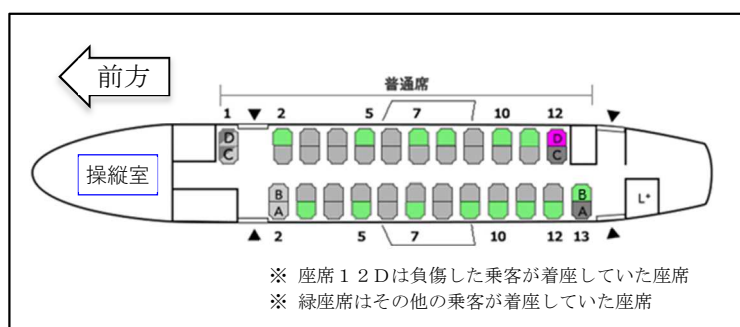 前方
普通席
1 2 5 7 10 12
D D
C C
操縦室
B B
A A
L*
2 5 7 10 12 13
※ 座席１２Ｄは負傷した乗客が着座していた座席
※ 緑座席はその他の乗客が着座していた座席